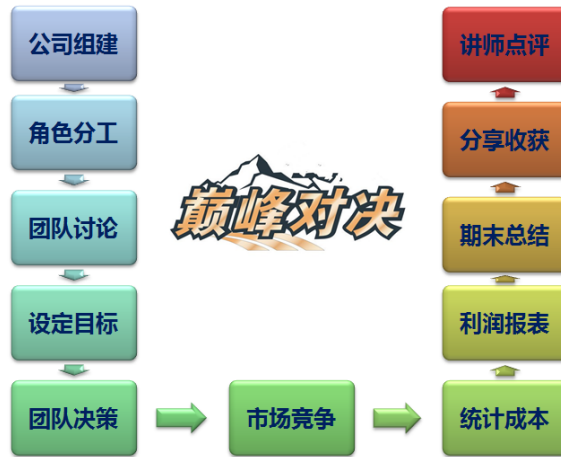 公司组建
角色分工
团队讨论
设定目标
团队决策
市场竞争
统计成本
利润报表
期末总结
分享收获
讲师点评
巅峰对决